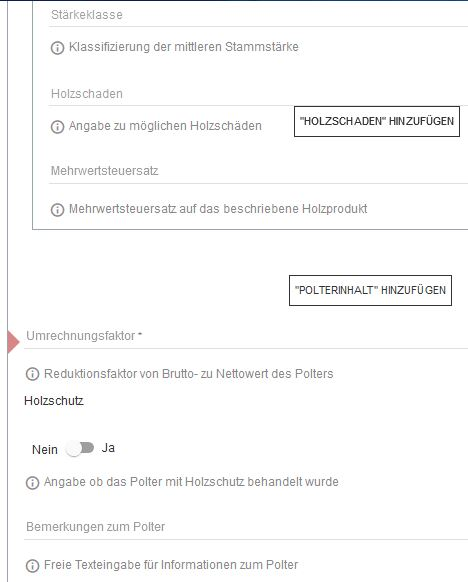 Stärkeklasse
Klassifizierung der mittleren Stammstärke
Holzschaden
Angabe zu möglichen Holzschäden
"HOLZSCHADEN" HINZUFÜGEN
Mehrwertsteuersatz
Mehrwertsteuersatz auf das beschriebene Holzprodukt
"POLTERINHALT" HINZUFÜGEN
Umrechnungsfaktor *
Reduktionsfaktor von Brutto- zu Nettowert des Polters
Holzschutz
Nein Ja
Angabe ob das Polter mit Holzschutz behandelt wurde
Bemerkungen zum Polter
Freie Texteingabe für Informationen zum Polter